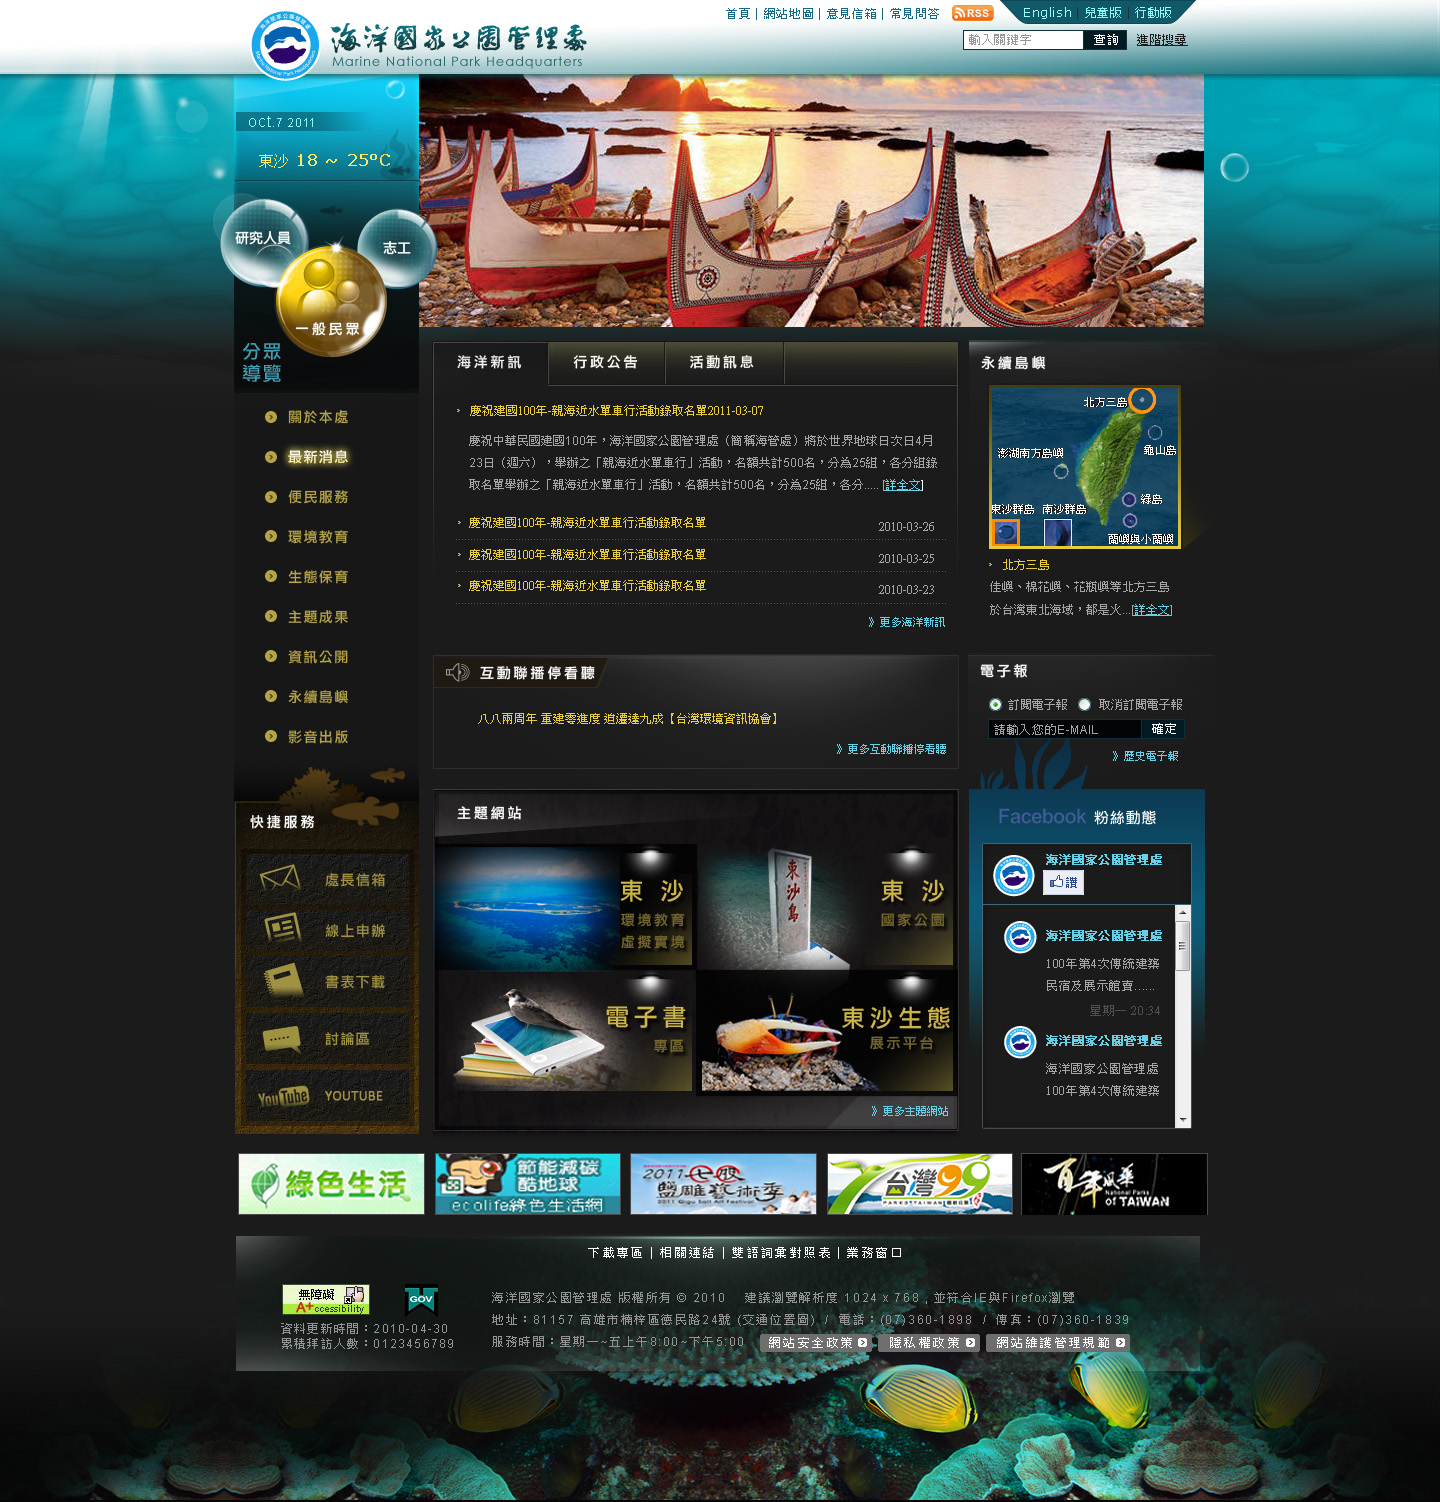 首頁 | 網站地圖 | 意見信箱 | 常見問答
RSS
English | 兒童版 | 行動版
海洋國家公園管理處
Marine National Park Headquarters
輸入關鍵字
查詢
進階搜尋
OCT.7 2011
東沙 18 ~ 25°C
研究人員
志工
一般民眾
分眾
導覽
關於本處
最新消息
便民服務
環境教育
生態保育
主題成果
資訊公開
永續島嶼
影音出版
快捷服務
處長信箱
線上申辦
書表下載
討論區
YouTube
YOUTUBE
海洋新訊
行政公告
活動訊息
慶祝建國100年-親海近水單車行活動錄取名單2011-03-07
慶祝中華民國建國100年，海洋國家公園管理處（簡稱海管處）將於世界地球日次日4月
23日（週六），舉辦之「親海近水單車行」活動，名額共計500名，分為25組，各分組錄
取名單舉辦之「親海近水單車行」活動，名額共計500名，分為25組，各分..... [詳全文]
慶祝建國100年-親海近水單車行活動錄取名單
2010-03-26
慶祝建國100年-親海近水單車行活動錄取名單
2010-03-25
慶祝建國100年-親海近水單車行活動錄取名單
2010-03-23
》更多海洋新訊
永續島嶼
北方三島
龜山島
澎湖南方島嶼
綠島
東沙群島
南沙群島
蘭嶼與小蘭嶼
北方三島
佳嶼、棉花嶼、花瓶嶼等北方三島
於台灣東北海域，都是火...[詳全文]
互動聯播停看聽
八八兩周年 重建零進度 迫遷達九成【台灣環境資訊協會】
》更多互動聯播停看聽
電子報
訂閱電子報
取消訂閱電子報
請輸入您的E-MAIL
確定
》歷史電子報
主題網站
東沙
環境教育
虛擬實境
東沙島
東沙
國家公園
電子書
專區
東沙生態
展示平台
》更多主題網站
Facebook 粉絲動態
海洋國家公園管理處
讚
海洋國家公園管理處
100年第4次傳統建築
民宿及展示館賣......
星期一 20:34
海洋國家公園管理處
海洋國家公園管理處
100年第4次傳統建築
綠色生活
節能減碳
酷地球
ecolife綠色生活網
2011七股
鹽雕藝術季
2011 Qigu Salt Art Festival
台灣99
百年風華
National Parks
of TAIWAN
下載專區 | 相關連結 | 雙語詞彙對照表 | 業務窗口
無障礙
A+ccessibility
GOV
資料更新時間：2010-04-30
累積拜訪人數：0123456789
海洋國家公園管理處 版權所有 © 2010 建議瀏覽解析度 1024 x 768 , 並符合IE與Firefox瀏覽
地址：81157 高雄市楠梓區德民路24號 (交通位置圖) / 電話：(07)360-1898 / 傳真：(07)360-1839
服務時間：星期一~五上午8:00~下午5:00
網站安全政策
隱私權政策
網站維護管理規範